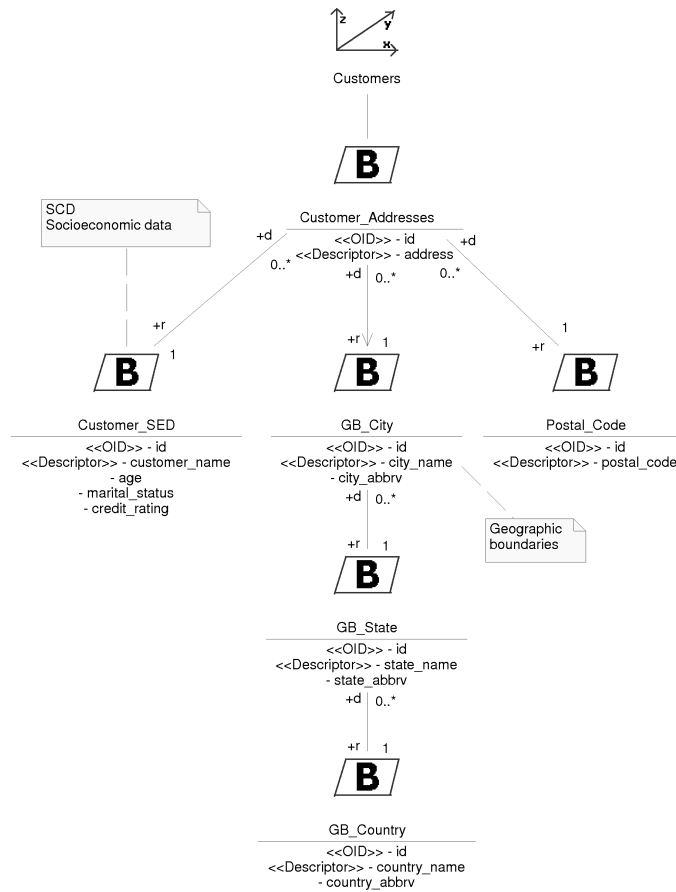 z
y
x
Customers
B
SCD
Socioeconomic data
Customer_Addresses
<<OID>> - id
<<Descriptor>> - address
+d
0..*
+d
0..*
+d
0..*
+r
1
+r
1
1
+r
B
B
B
Customer_SED
<<OID>> - id
<<Descriptor>> - customer_name
- age
- marital_status
- credit_rating
GB_City
<<OID>> - id
<<Descriptor>> - city_name
- city_abbrv
Postal_Code
<<OID>> - id
<<Descriptor>> - postal_code
+d
0..*
Geographic
boundaries
+r
1
B
GB_State
<<OID>> - id
<<Descriptor>> - state_name
- state_abbrv
+d
0..*
+r
1
B
GB_Country
<<OID>> - id
<<Descriptor>> - country_name
- country_abbrv